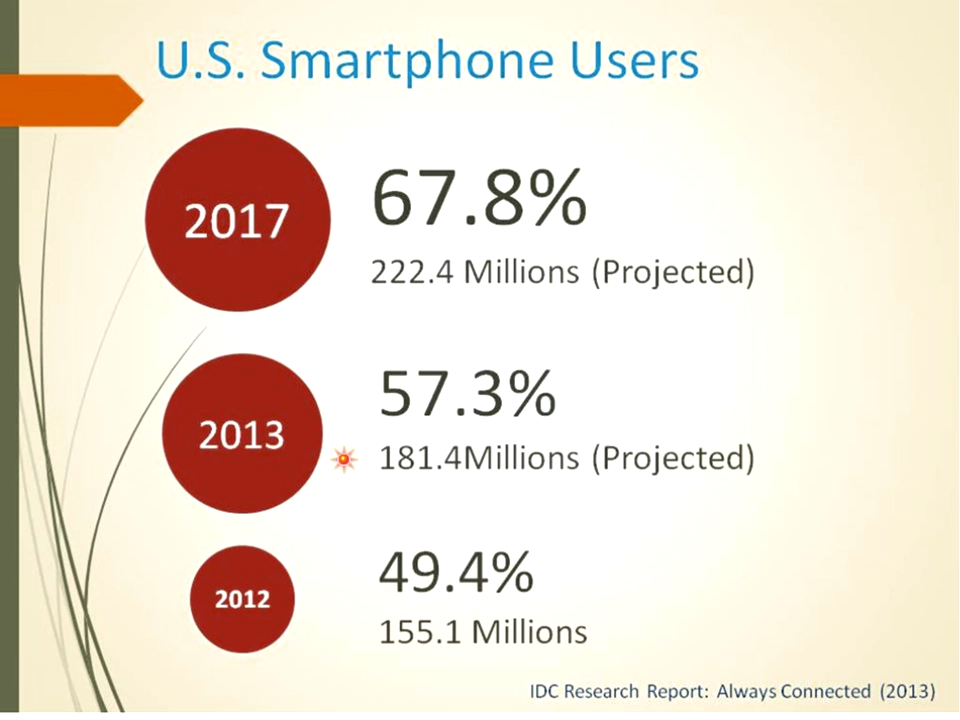 U.S. Smartphone Users
2017
67.8%
222.4 Millions (Projected)
2013
57.3%
181.4Millions (Projected)
2012
49.4%
155.1 Millions
IDC Research Report: Always Connected (2013)